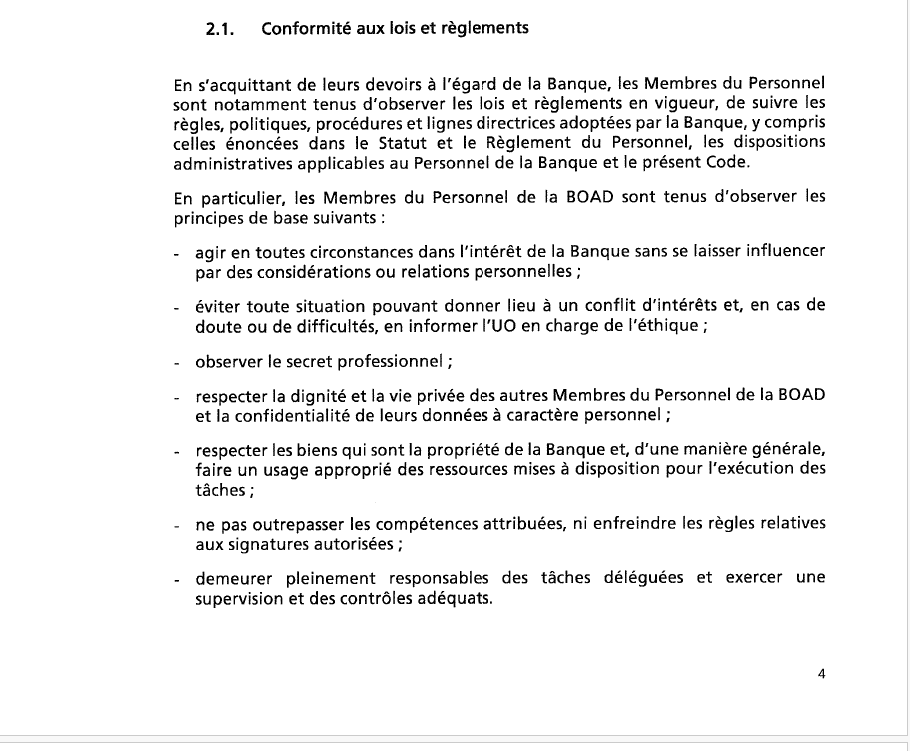 2.1. Conformité aux lois et règlements
En s'acquittant de leurs devoirs à l'égard de la Banque, les Membres du Personnel
sont notamment tenus d'observer les lois et règlements en vigueur, de suivre les
règles, politiques, procédures et lignes directrices adoptées par la Banque, y compris
celles énoncées dans le Statut et le Règlement du Personnel, les dispositions
administratives applicables au Personnel de la Banque et le présent Code.
En particulier, les Membres du Personnel de la BOAD sont tenus d'observer les
principes de base suivants :
- agir en toutes circonstances dans l'intérêt de la Banque sans se laisser influencer
par des considérations ou relations personnelles ;
- éviter toute situation pouvant donner lieu à un conflit d'intérêts et, en cas de
doute ou de difficultés, en informer l'UO en charge de l'éthique ;
- observer le secret professionnel ;
- respecter la dignité et la vie privée des autres Membres du Personnel de la BOAD
et la confidentialité de leurs données à caractère personnel ;
- respecter les biens qui sont la propriété de la Banque et, d'une manière générale,
faire un usage approprié des ressources mises à disposition pour l'exécution des
tâches ;
- ne pas outrepasser les compétences attribuées, ni enfreindre les règles relatives
aux signatures autorisées ;
- demeurer pleinement responsables des tâches déléguées et exercer une
supervision et des contrôles adéquats.
4